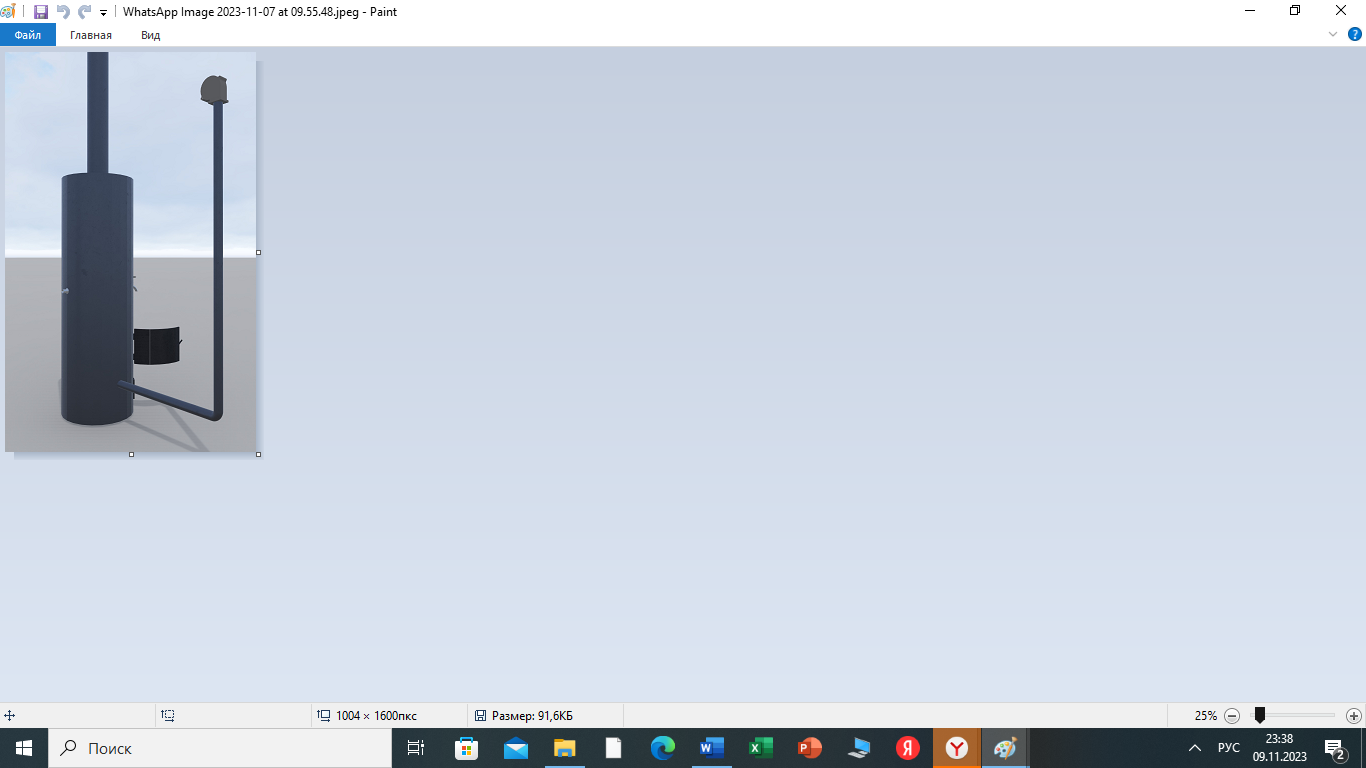 WhatsApp Image 2023-11-07 at 09.55.48.jpeg - Paint
Файл Главная Вид
1004 × 1600пкс Размер: 91,6КБ 25%
Поиск РУС 23:38
09.11.2023 2